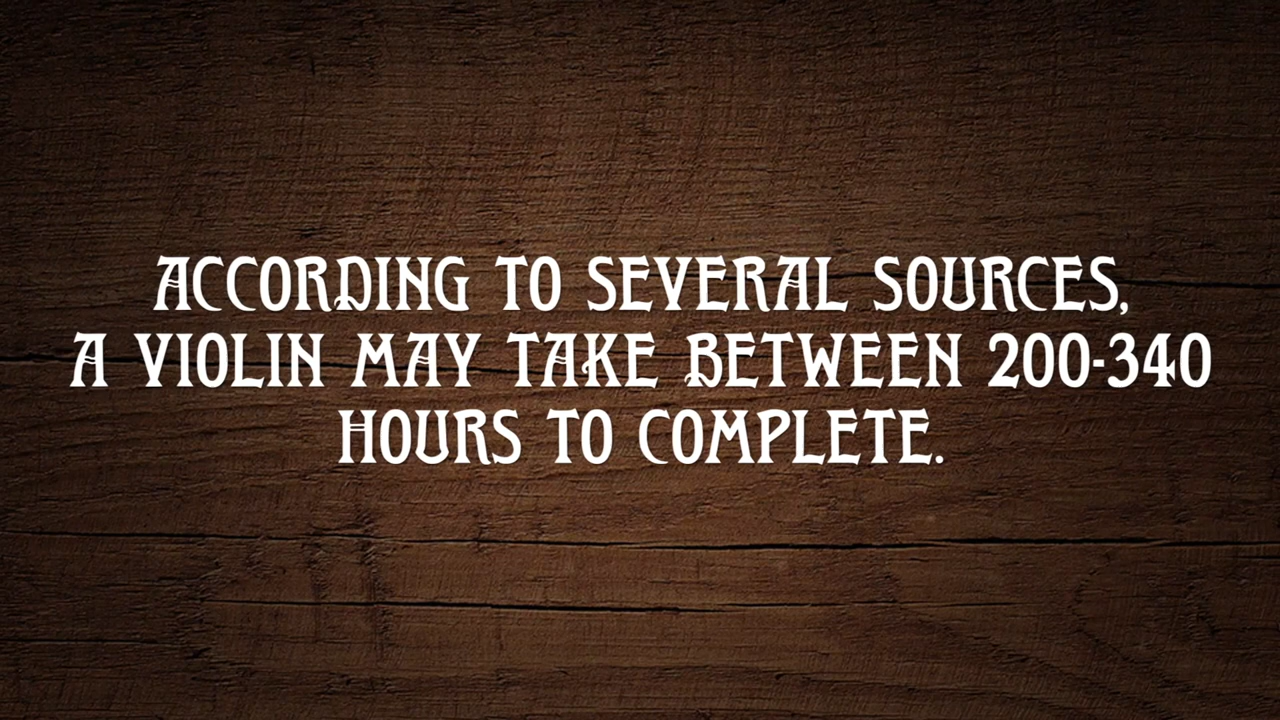 ACCORDING TO SEVERAL SOURCES,
A VIOLIN MAY TAKE BETWEEN 200-340
HOURS TO COMPLETE.